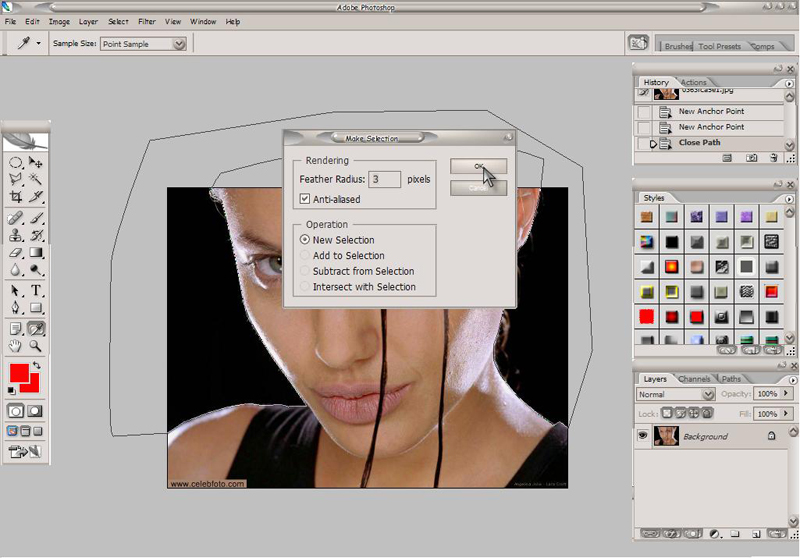 Adobe Photoshop
File Edit Image Layer Select Filter View Window Help
Sample Size: Point Sample
Brushes Tool Presets Comps
History Actions
New Anchor Point
New Anchor Point
Close Path
Make Selection
Rendering
Feather Radius: 3 pixels
Anti-aliased
OK
Cancel
Operation
New Selection
Add to Selection
Subtract from Selection
Intersect with Selection
Styles
Layers Channels Paths
Normal Opacity: 100%
Lock: Fill: 100%
Background
www.celebfoto.com